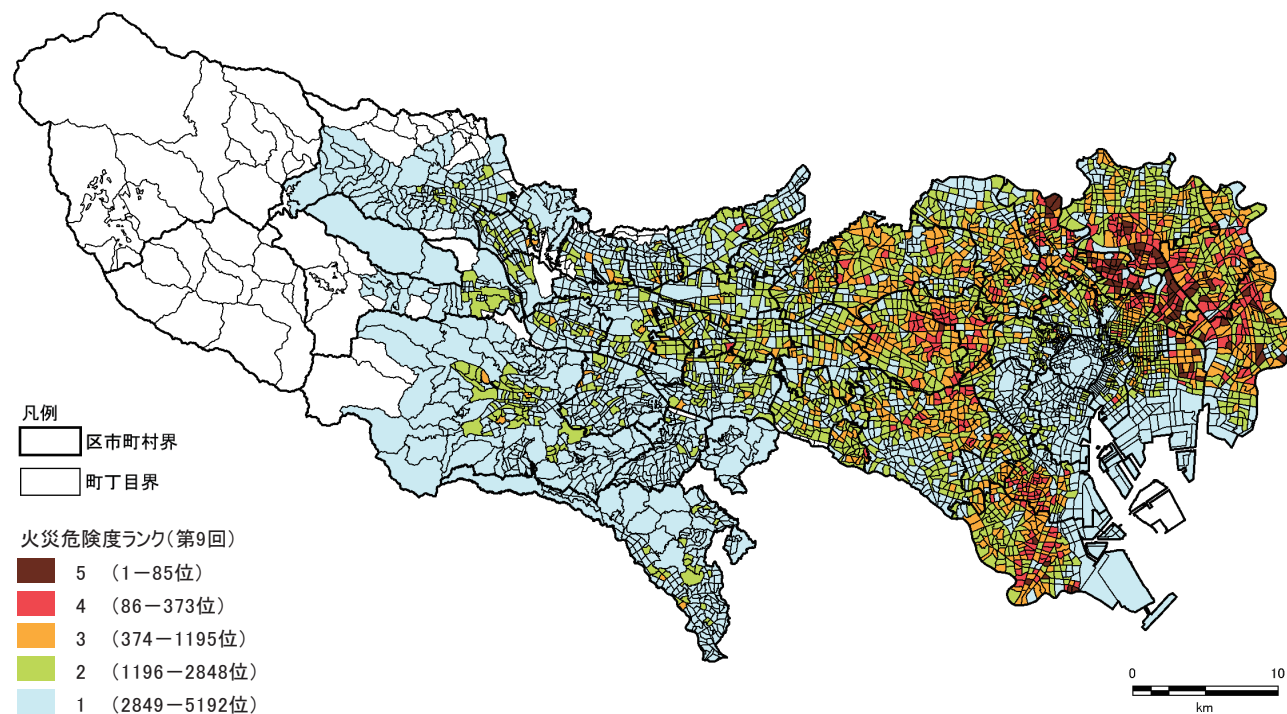 凡例
区市町村界
町丁目界
火災危険度ランク(第9回)
5 (1－85位)
4 (86－373位)
3 (374－1195位)
2 (1196－2848位)
1 (2849－5192位)
0 10
km